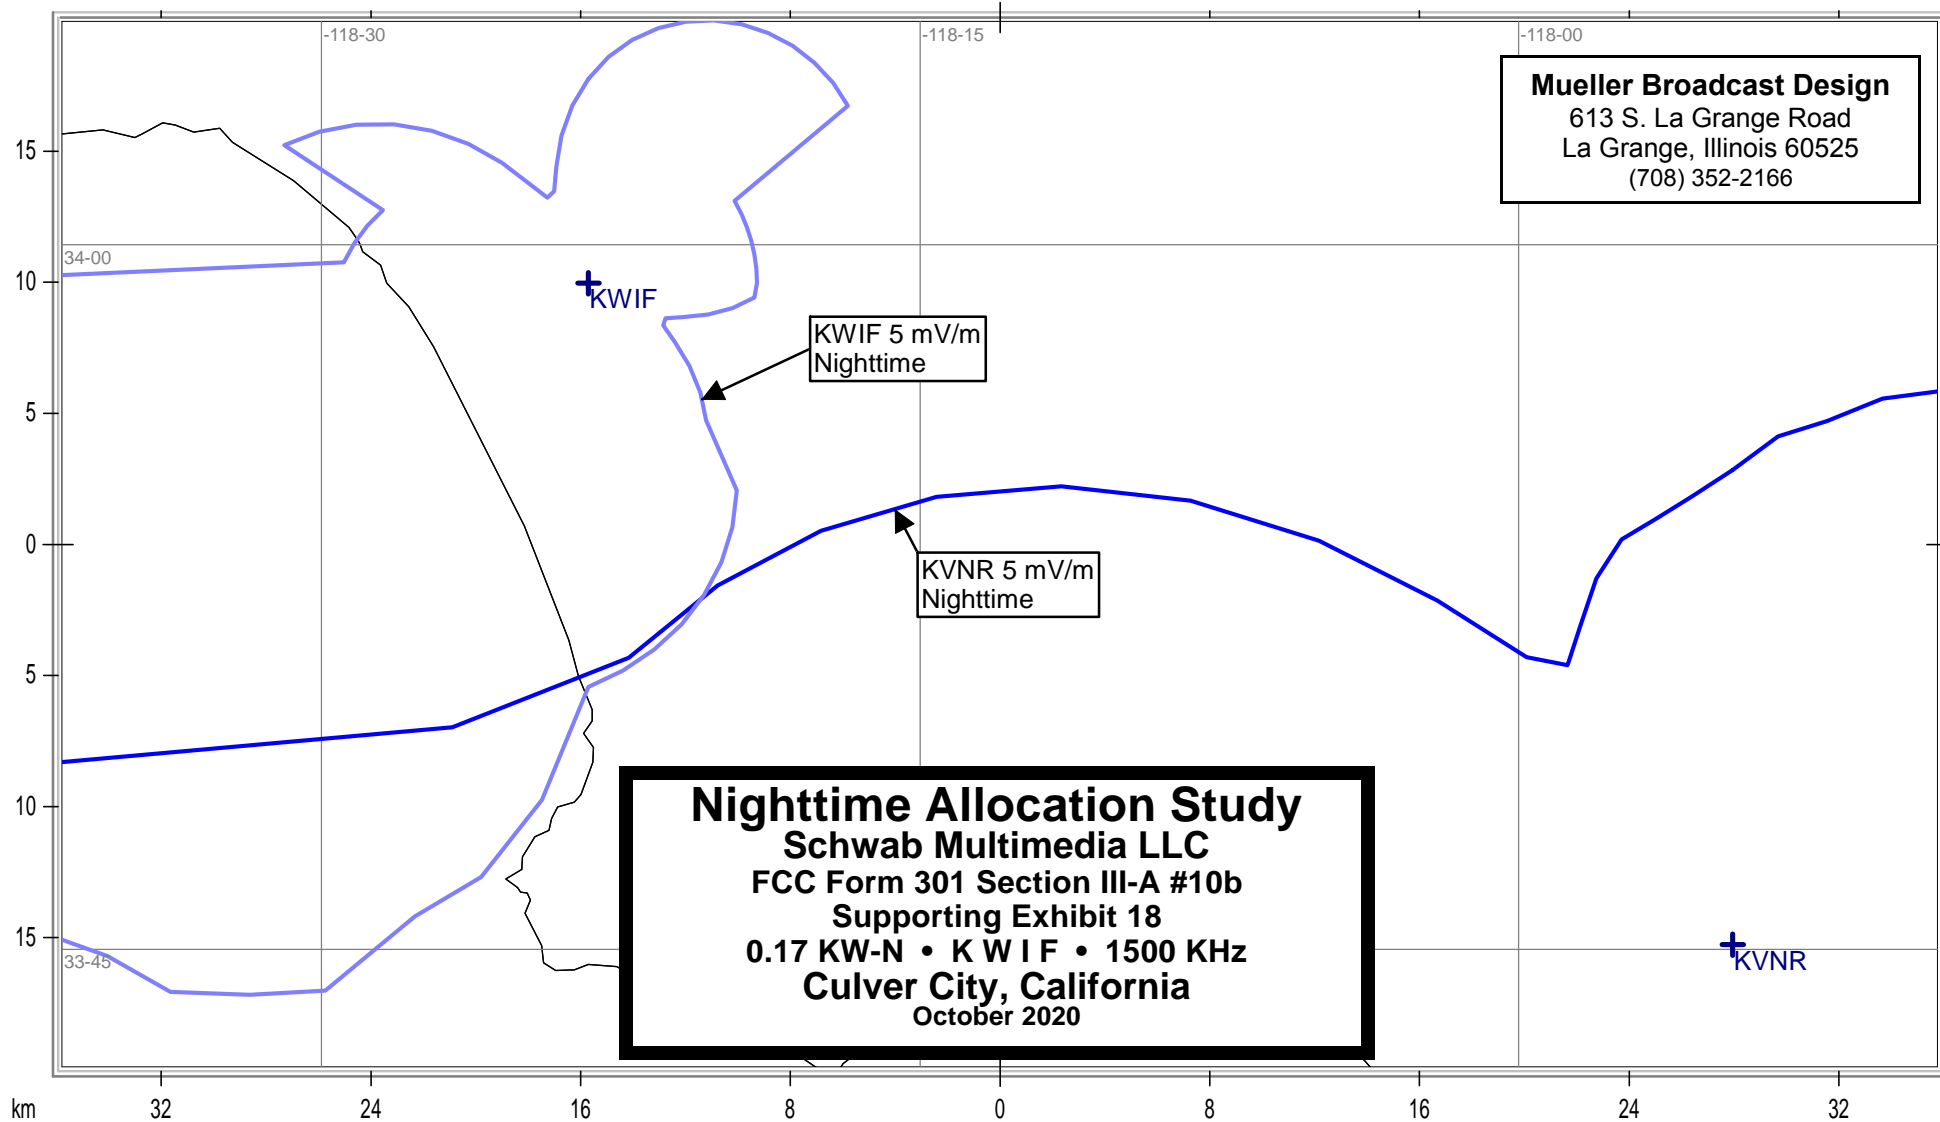 -118-30
-118-15
-118-00
Mueller Broadcast Design
613 S. La Grange Road
La Grange, Illinois 60525
(708) 352-2166
15
34-00
10
KWIF
KWIF 5 mV/m
Nighttime
5
0
KVNR 5 mV/m
Nighttime
5
10
15
33-45
KVNR
Nighttime Allocation Study
Schwab Multimedia LLC
FCC Form 301 Section III-A #10b
Supporting Exhibit 18
0.17 KW-N • K W I F • 1500 KHz
Culver City, California
October 2020
km 32 24 16 8 0 8 16 24 32